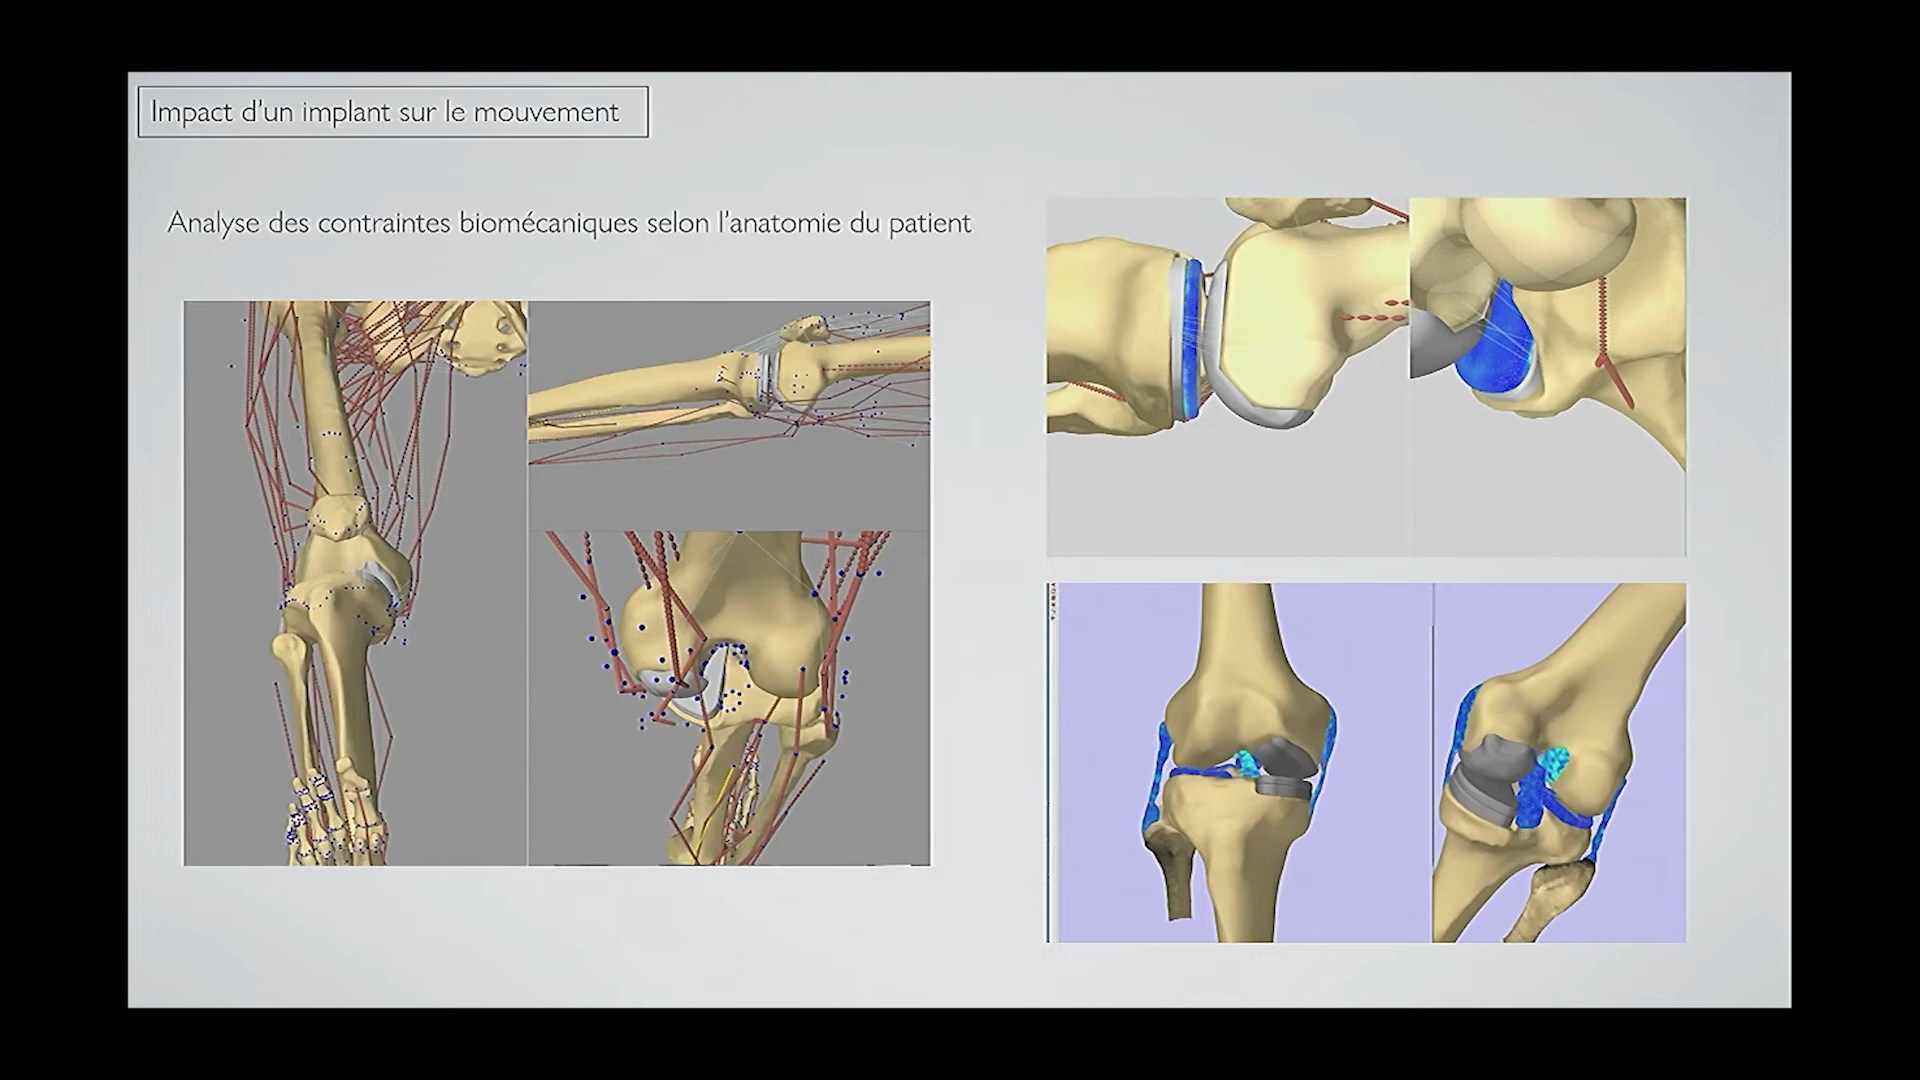 Impact d'un implant sur le mouvement
Analyse des contraintes biomécaniques selon l'anatomie du patient